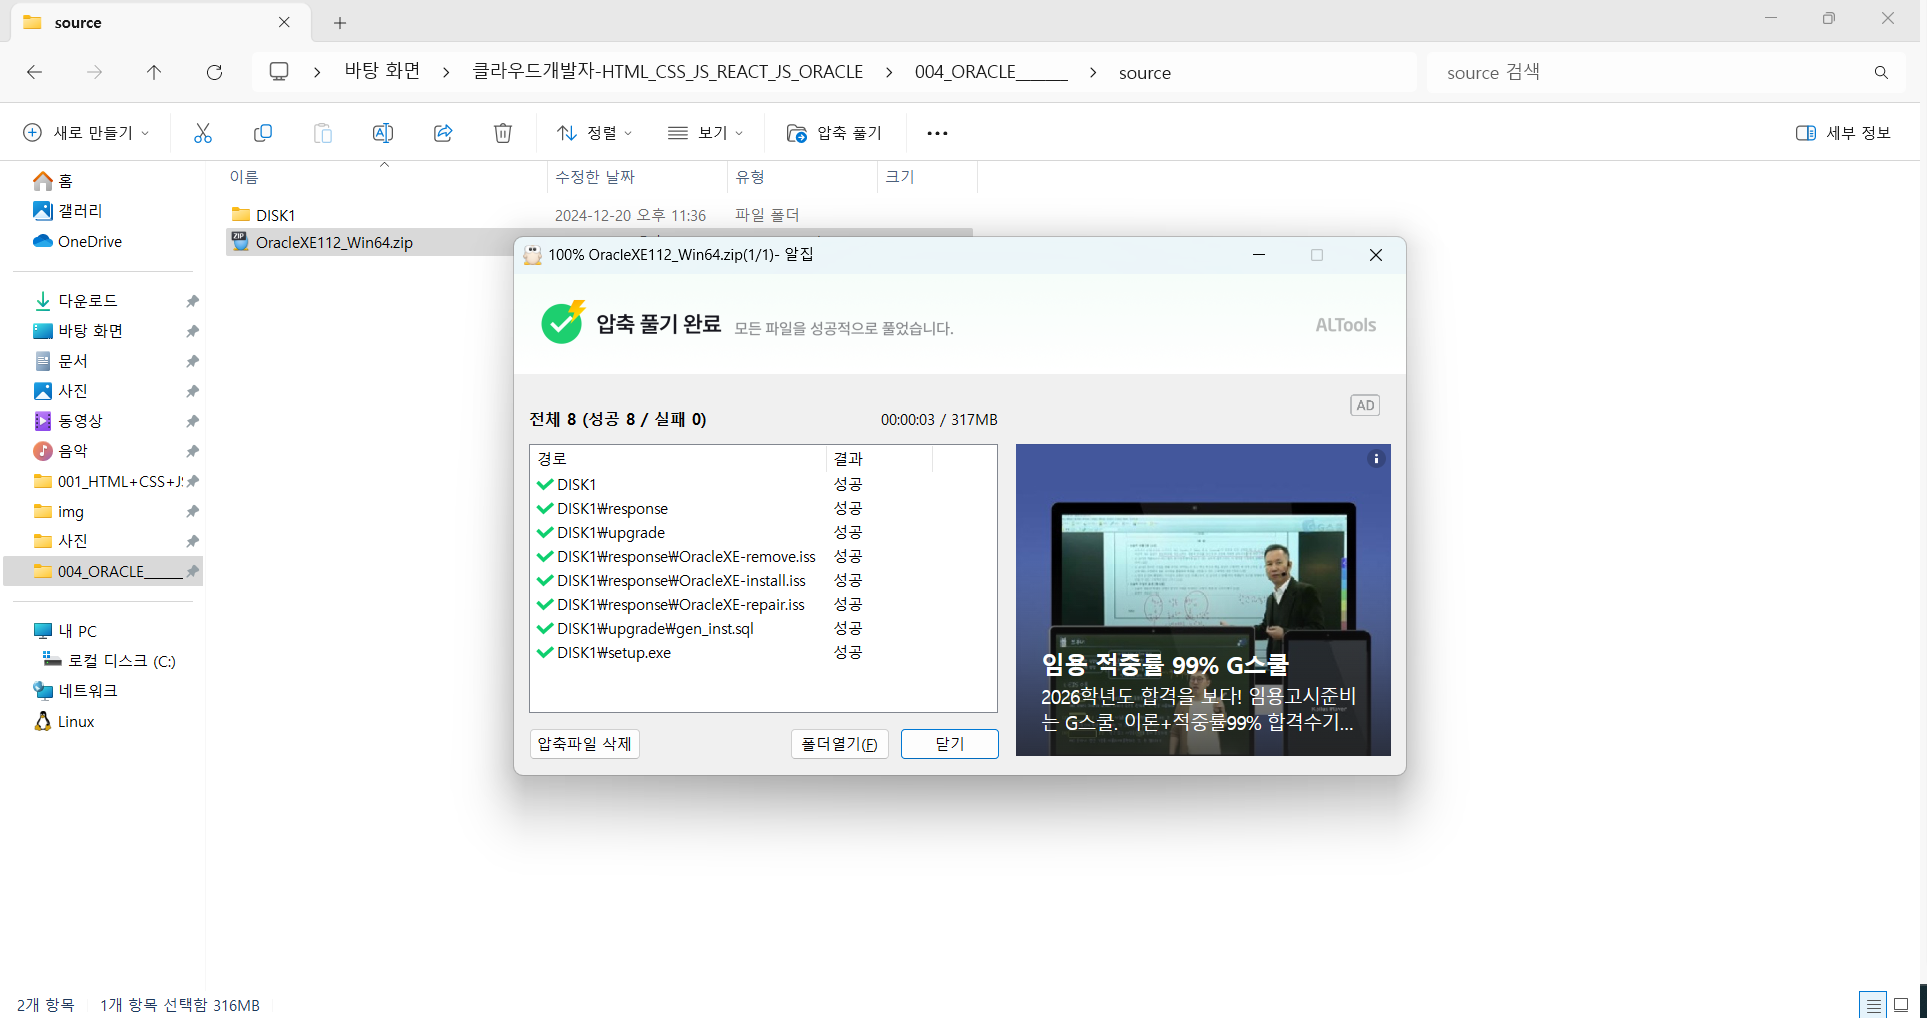 source
바탕 화면
클라우드개발자-HTML_CSS_JS_REACT_JS_ORACLE
004_ORACLE______
source
source 검색
새로 만들기
정렬
보기
압축 풀기
세부 정보
이름
수정한 날짜
유형
크기
DISK1
2024-12-20 오후 11:36
파일 폴더
OracleXE112_Win64.zip
홈
갤러리
OneDrive
다운로드
바탕 화면
문서
사진
동영상
음악
001_HTML+CSS+JS
img
사진
004_ORACLE______
내 PC
로컬 디스크 (C:)
네트워크
Linux
100% OracleXE112_Win64.zip(1/1)- 알집
압축 풀기 완료 모든 파일을 성공적으로 풀었습니다.
ALTools
전체 8 (성공 8 / 실패 0)
00:00:03 / 317MB
AD
경로 결과
DISK1 성공
DISK1₩response 성공
DISK1₩upgrade 성공
DISK1₩response₩OracleXE-remove.iss 성공
DISK1₩response₩OracleXE-install.iss 성공
DISK1₩response₩OracleXE-repair.iss 성공
DISK1₩upgrade₩gen_inst.sql 성공
DISK1₩setup.exe 성공
임용 적중률 99% G스쿨
2026학년도 합격을 보다! 임용고시준비
는 G스쿨. 이론+적중률99% 합격수기...
압축파일 삭제
폴더열기(F)
닫기
2개 항목
1개 항목 선택함 316MB